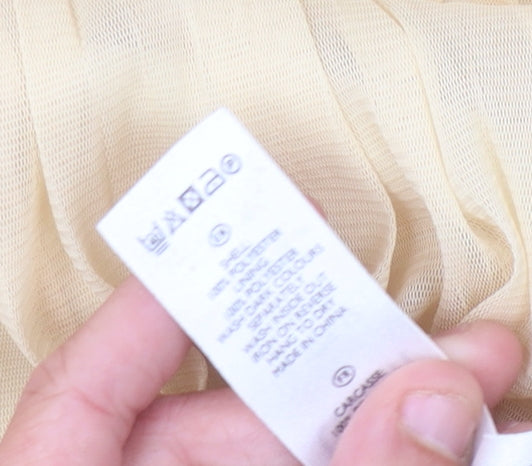 SHELL
100% POLYESTER
LINING
100% POLYESTER
WASH DARK COLOURS
SEPARATELY
WASH INSIDE OUT
IRON ON REVERSE
HANG TO DRY
MADE IN CHINA
FR
CARCASSE
100%